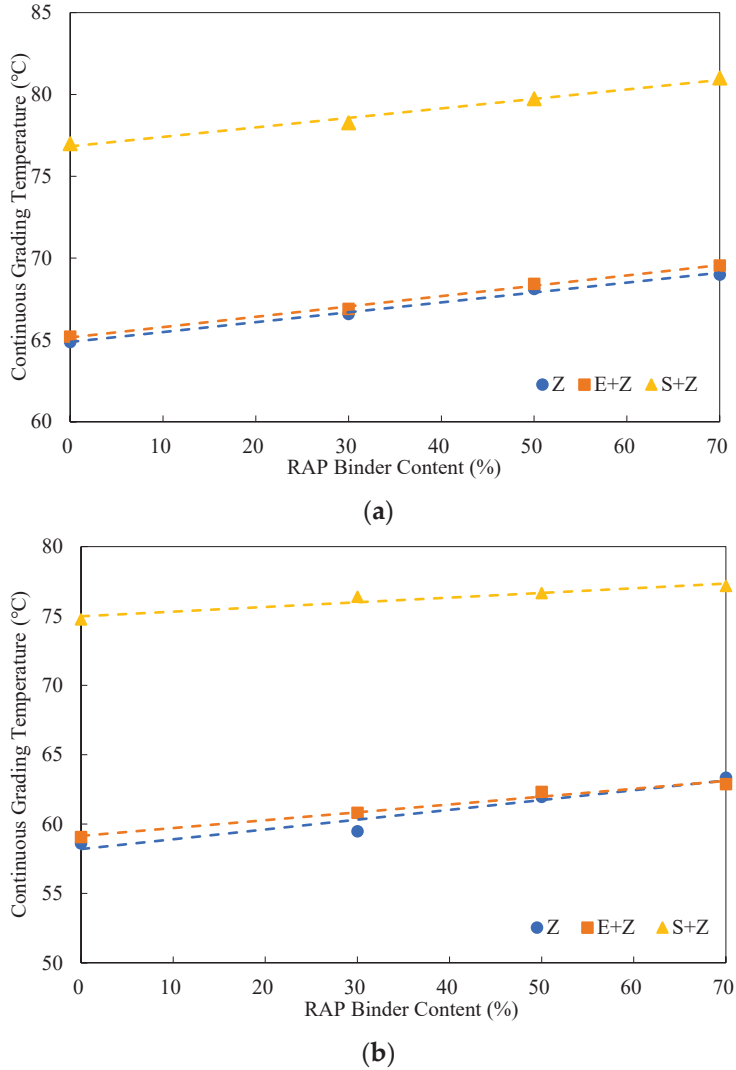 85
80
75
70
65
60
Continuous Grading Temperature (°C)
Z E+Z S+Z
0 10 20 30 40 50 60 70
RAP Binder Content (%)
(a)
80
75
70
65
60
55
50
Continuous Grading Temperature (°C)
Z E+Z S+Z
0 10 20 30 40 50 60 70
RAP Binder Content (%)
(b)